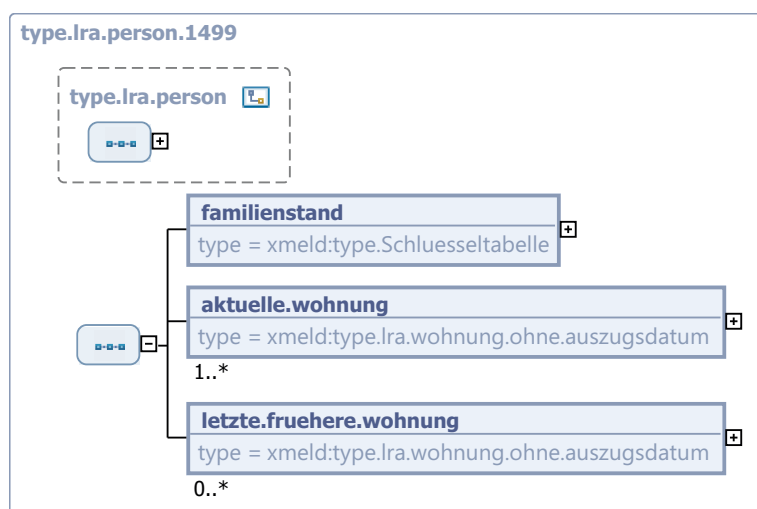 type.lra.person.1499
type.lra.person
familienstand
type = xmeld:type.Schluesseltabelle
aktuelle.wohnung
type = xmeld:type.lra.wohnung.ohne.auszugsdatum
1..*
letzte.fruehere.wohnung
type = xmeld:type.lra.wohnung.ohne.auszugsdatum
0..*